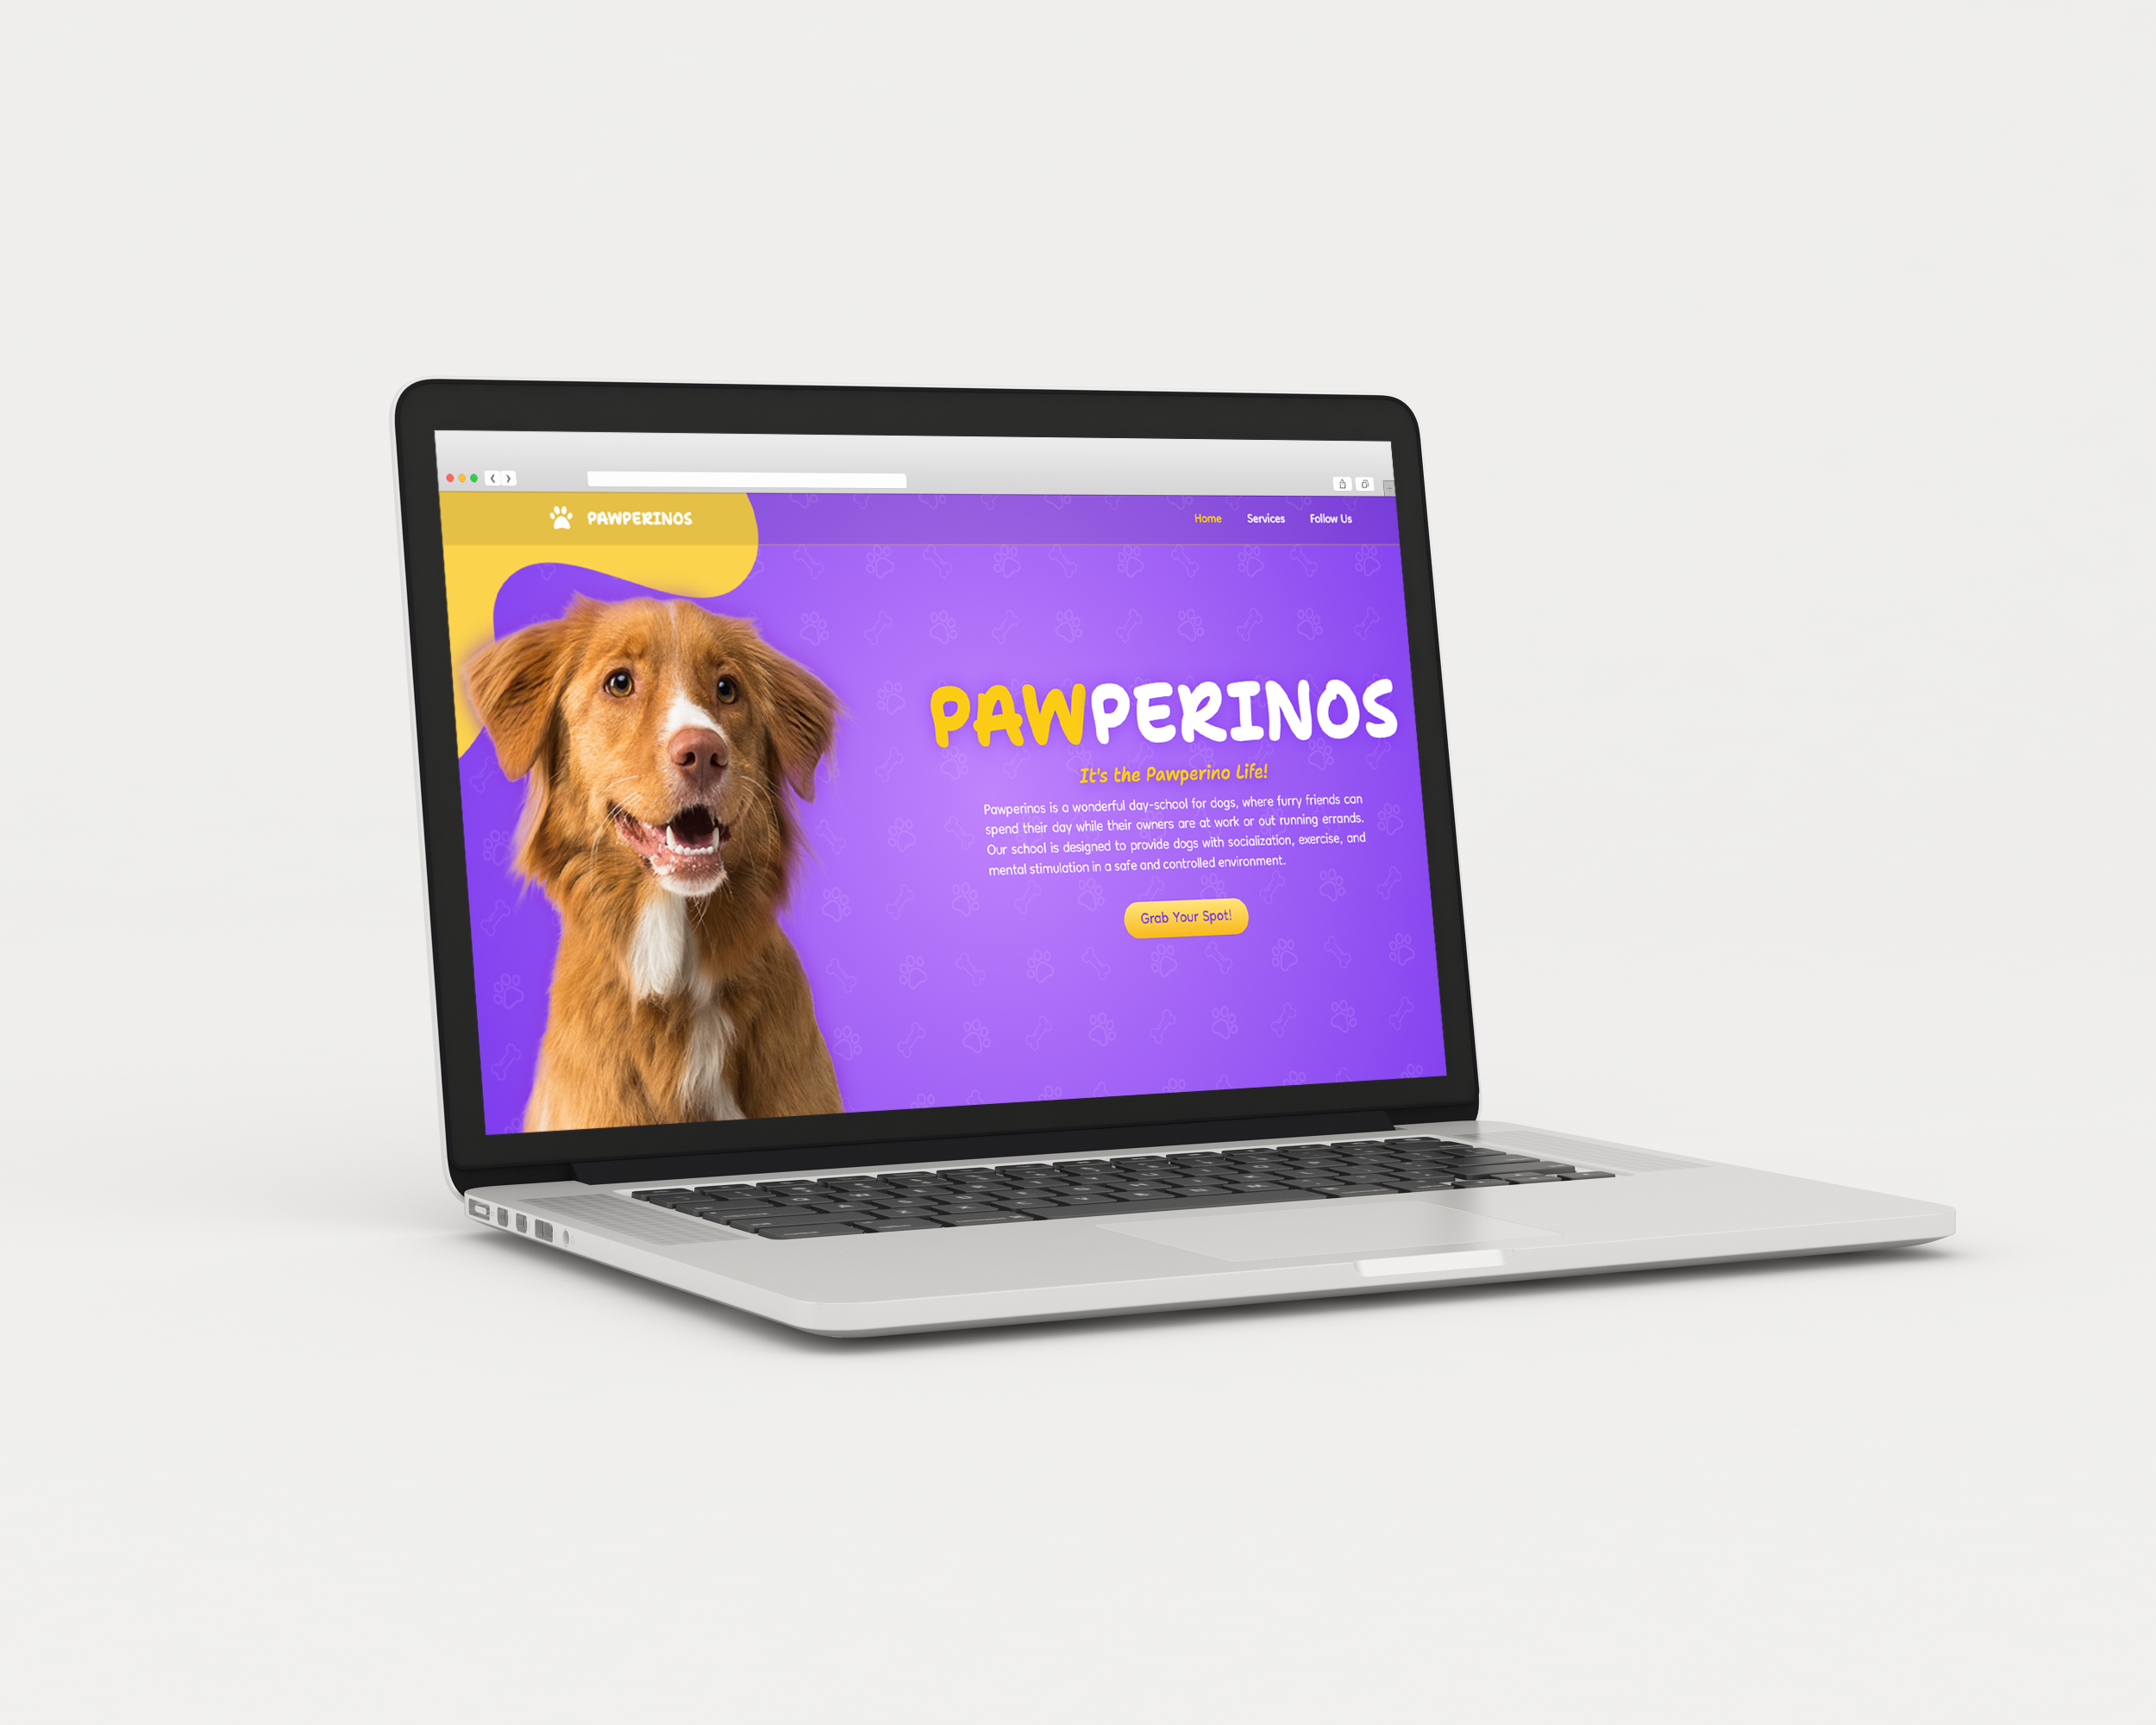 PAWPERINOS
Home Services Follow Us
PAWPERINOS
It's the Pawperino Life!
Pawperinos is a wonderful day-school for dogs, where furry friends can
spend their day while their owners are at work or out running errands.
Our school is designed to provide dogs with socialization, exercise, and
mental stimulation in a safe and controlled environment.
Grab Your Spot!